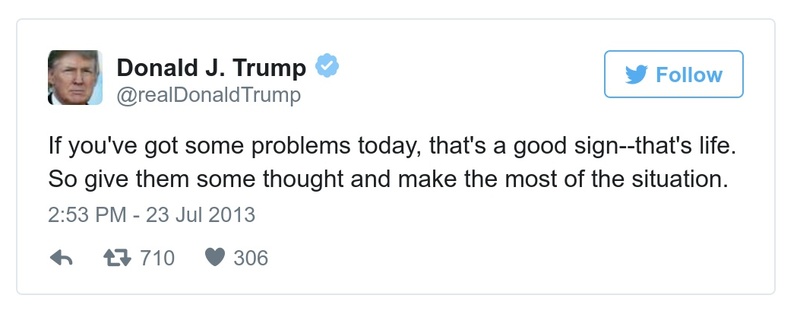 Donald J. Trump
@realDonaldTrump
Follow
If you've got some problems today, that's a good sign--that's life.
So give them some thought and make the most of the situation.
2:53 PM - 23 Jul 2013
710 306